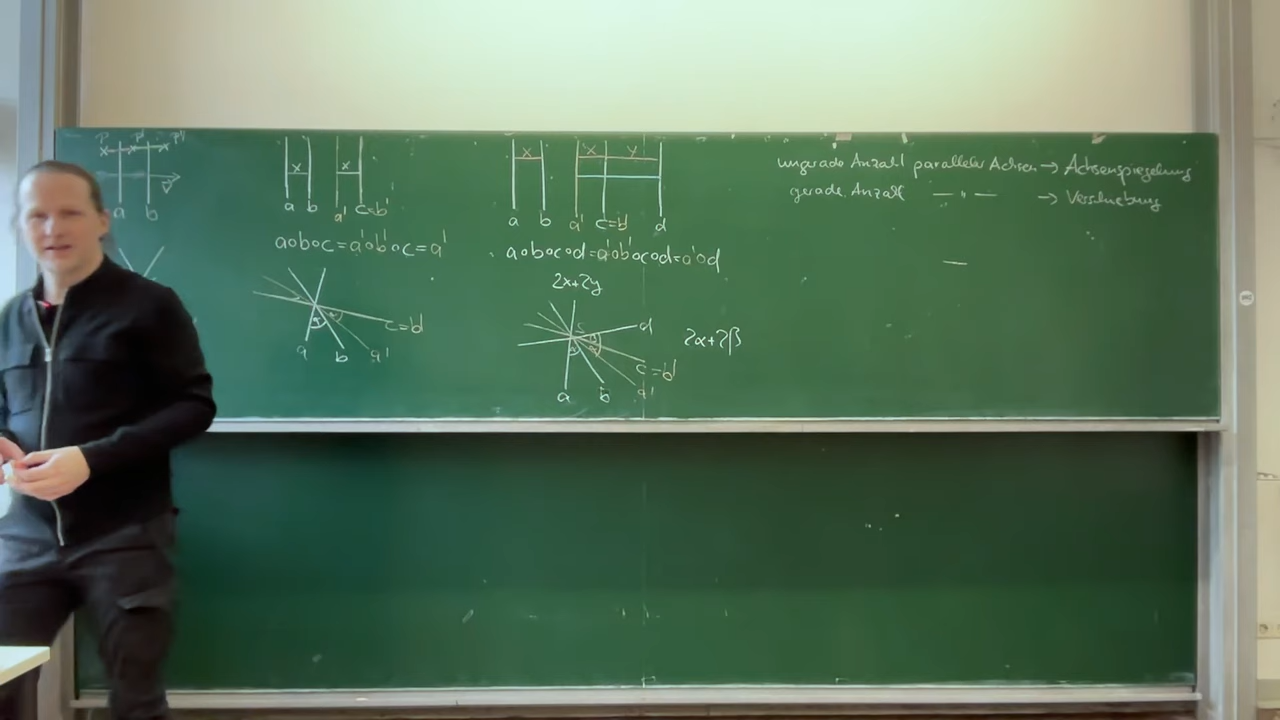 P P' P''
a b
v
x x
a b a' c=b'
a∘b∘c=a'∘b'∘c=a'
a b a' c=b'
x x y
a b a' c=b' d
a∘b∘c∘d=a'∘b'∘c∘d=a'∘d
2x+2y
S
a b a' c=b' d
2α+2β
ungerade Anzahl paralleler Achsen → Achsenspiegelung
gerade Anzahl — " — → Verschiebung
—